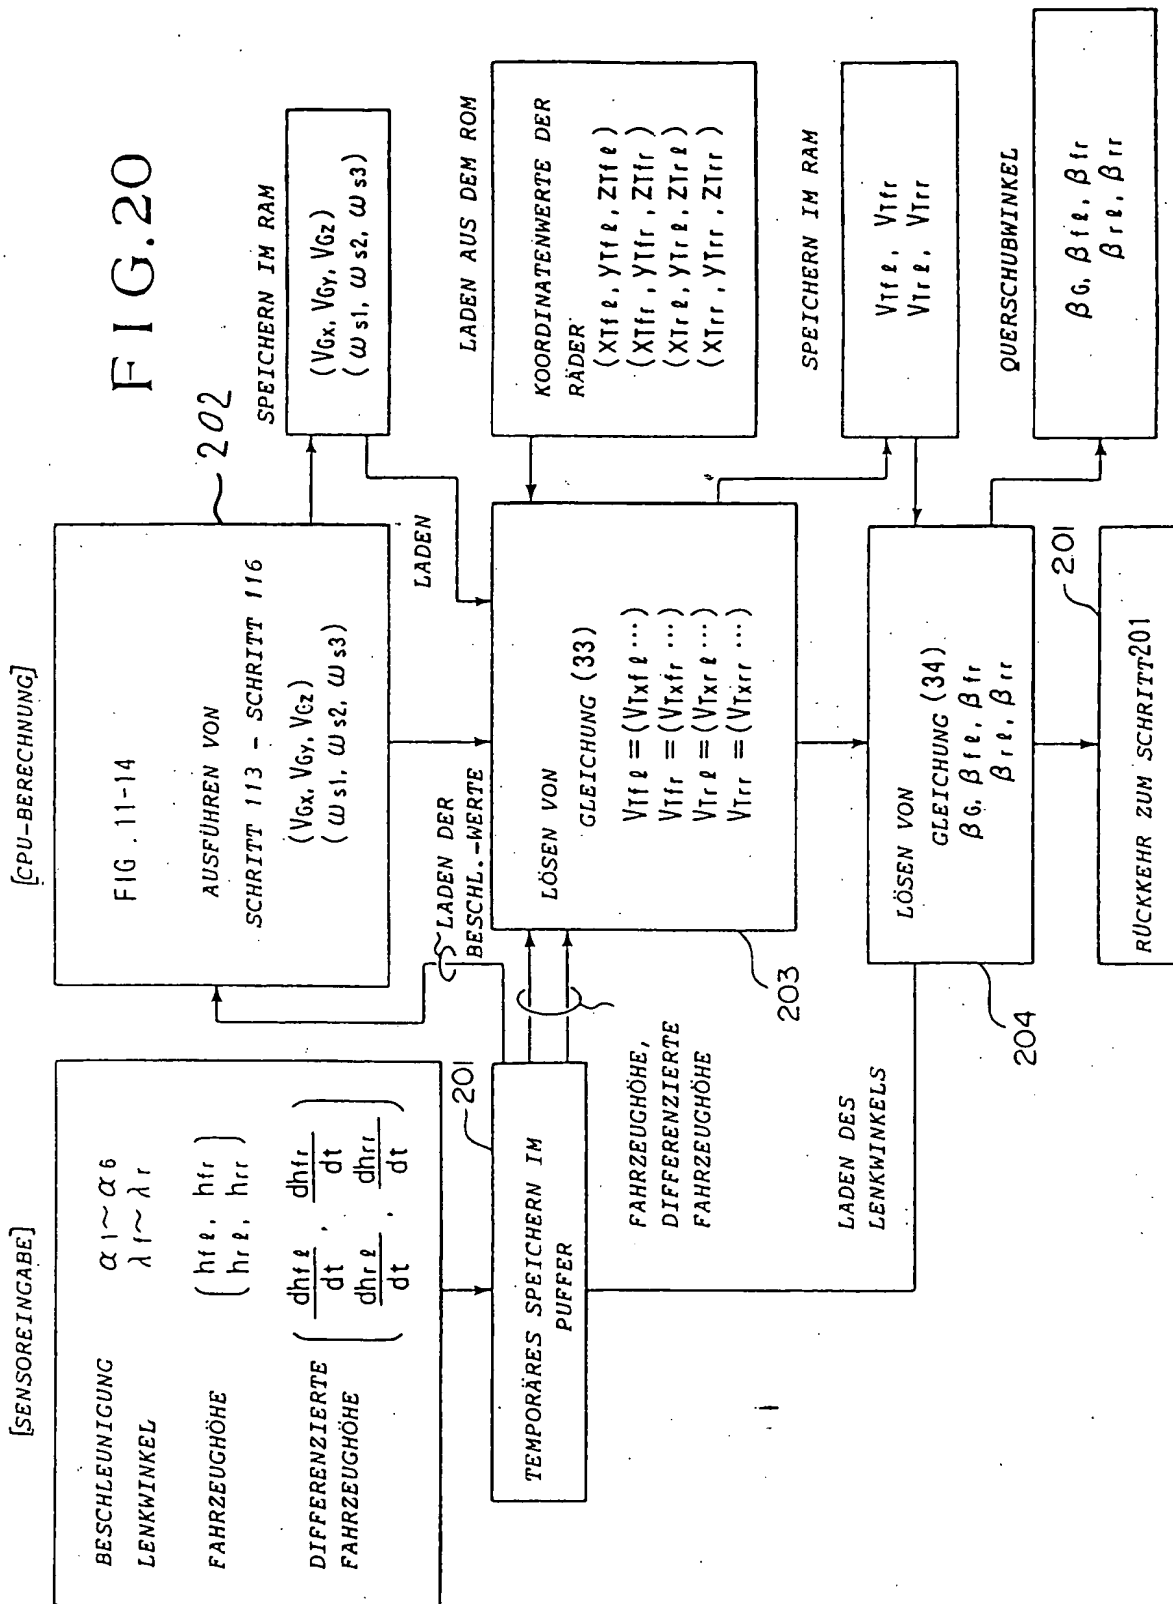 FIG.20
[SENSOREINGABE]
BESCHLEUNIGUNG α1~α6
LENKWINKEL λf~λr
FAHRZEUGHÖHE (hfℓ, hfr
hrℓ, hrr)
DIFFERENZIERTE
FAHRZEUGHÖHE
(dhfℓ/dt, dhfr/dt
dhrℓ/dt, dhrr/dt)
201
TEMPORÄRES SPEICHERN IM
PUFFER
[CPU-BERECHNUNG]
202
FIG.11-14
AUSFÜHREN VON
SCHRITT 113 - SCHRITT 116
(VGx, VGy, VGz)
(ωs1, ωs2, ωs3)
SPEICHERN IM RAM
(VGx, VGy, VGz)
(ωs1, ωs2, ωs3)
LADEN
LADEN DER
BESCHL.-WERTE
LADEN AUS DEM ROM
KOORDINATENWERTE DER
RÄDER
(XTfℓ, YTfℓ, ZTfℓ)
(XTfr, YTfr, ZTfr)
(XTrℓ, YTrℓ, ZTrℓ)
(XTrr, YTrr, ZTrr)
LÖSEN VON
GLEICHUNG (33)
VTfℓ=(VTxfℓ···)
VTfr=(VTxfr···)
VTrℓ=(VTxrℓ···)
VTrr=(VTxrr···)
203
FAHRZEUGHÖHE,
DIFFERENZIERTE
FAHRZEUGHÖHE
SPEICHERN IM RAM
VTfℓ, VTfr
VTrℓ, VTrr
LADEN DES
LENKWINKELS
LÖSEN VON
GLEICHUNG (34)
βG, βfℓ, βfr
βrℓ, βrr
204
QUERSCHUBWINKEL
βG, βfℓ, βfr
βrℓ, βrr
201
RÜCKKEHR ZUM SCHRITT201